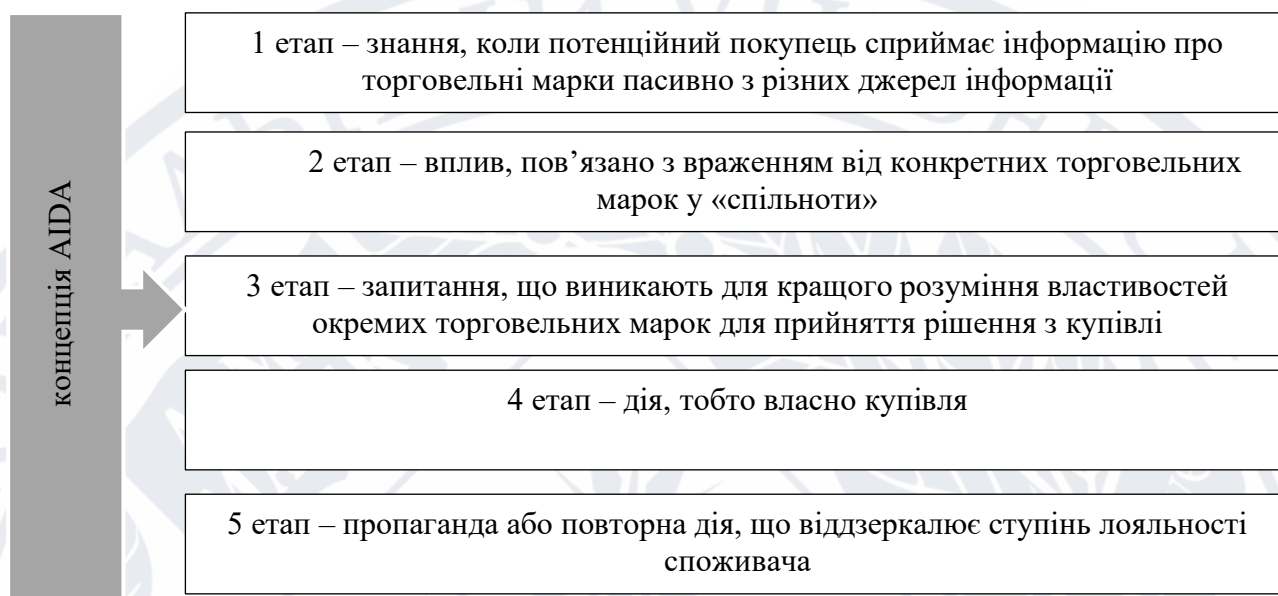 концепція AIDA
1 етап – знання, коли потенційний покупець сприймає інформацію про
торговельні марки пасивно з різних джерел інформації
2 етап – вплив, пов’язано з враженням від конкретних торговельних
марок у «спільноти»
3 етап – запитання, що виникають для кращого розуміння властивостей
окремих торговельних марок для прийняття рішення з купівлі
4 етап – дія, тобто власно купівля
5 етап – пропаганда або повторна дія, що віддзеркалює ступінь лояльності
споживача